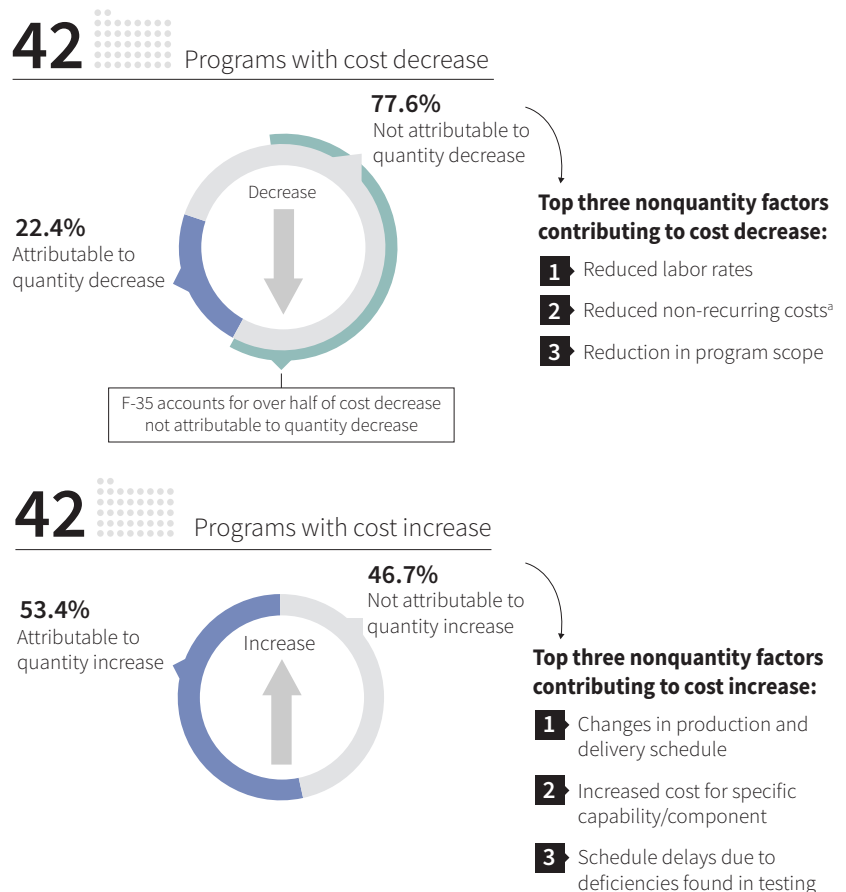 42 Programs with cost decrease
77.6%
Not attributable to
quantity decrease
Decrease
22.4%
Attributable to
quantity decrease
F-35 accounts for over half of cost decrease
not attributable to quantity decrease
Top three nonquantity factors
contributing to cost decrease:
1 Reduced labor rates
2 Reduced non-recurring costsᵃ
3 Reduction in program scope
42 Programs with cost increase
46.7%
Not attributable to
quantity increase
53.4%
Attributable to
quantity increase
Increase
Top three nonquantity factors
contributing to cost increase:
1 Changes in production and
delivery schedule
2 Increased cost for specific
capability/component
3 Schedule delays due to
deficiencies found in testing